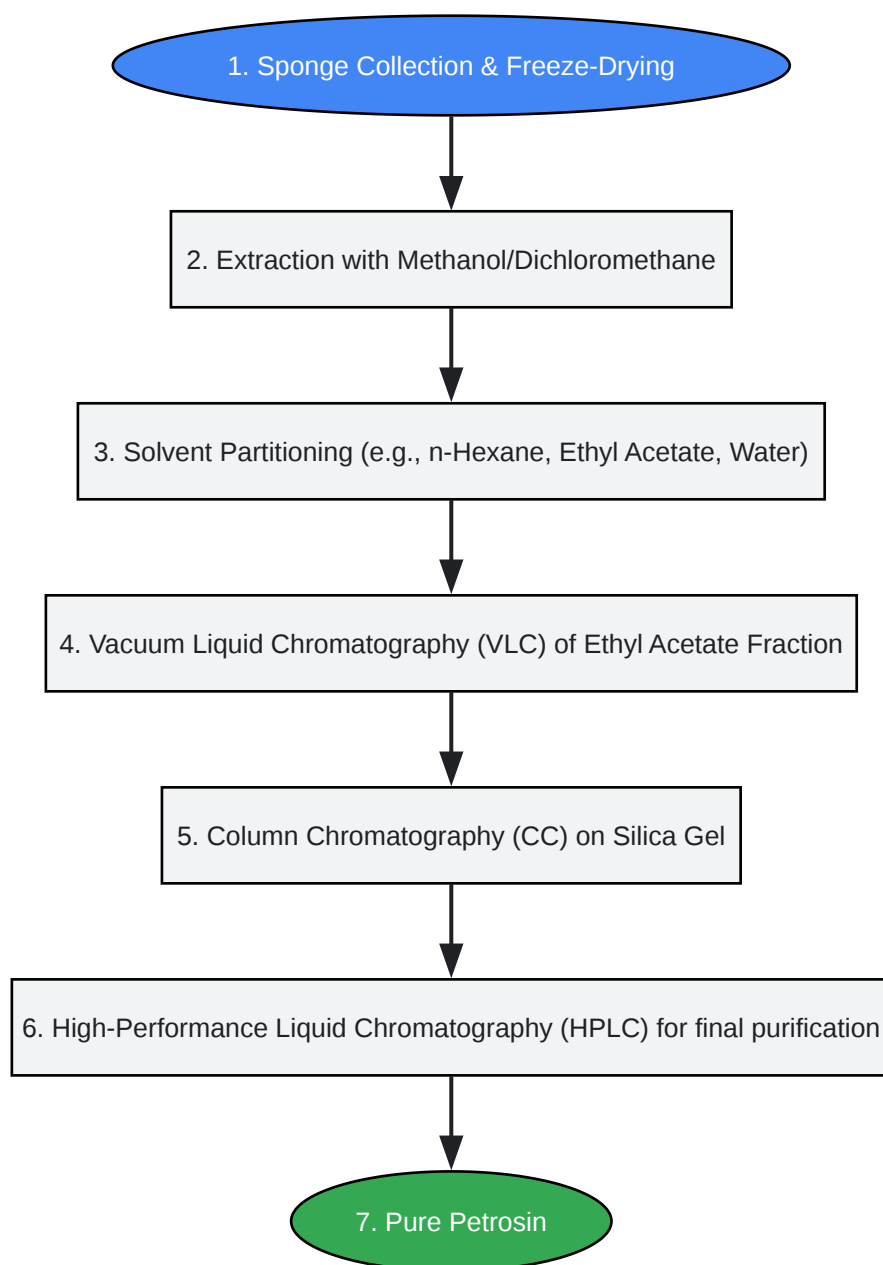 1. Sponge Collection & Freeze-Drying
2. Extraction with Methanol/Dichloromethane
3. Solvent Partitioning (e.g., n-Hexane, Ethyl Acetate, Water)
4. Vacuum Liquid Chromatography (VLC) of Ethyl Acetate Fraction
5. Column Chromatography (CC) on Silica Gel
6. High-Performance Liquid Chromatography (HPLC) for final purification
7. Pure Petrosin